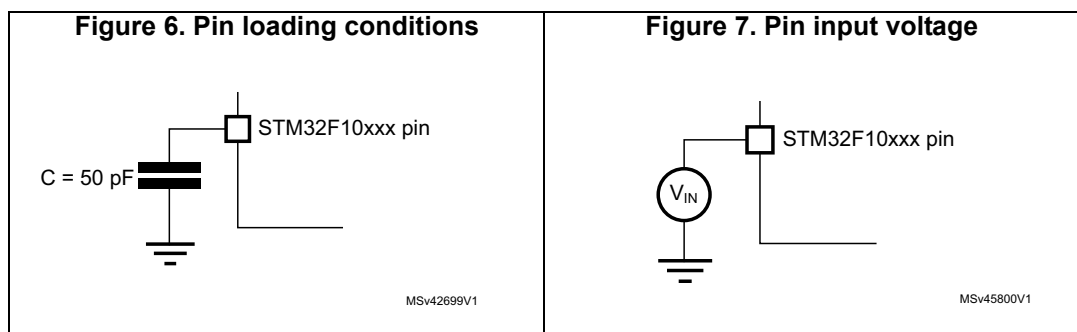 Figure 6. Pin loading conditions
STM32F10xxx pin
C = 50 pF
MSv42699V1
Figure 7. Pin input voltage
STM32F10xxx pin
VIN
MSv45800V1